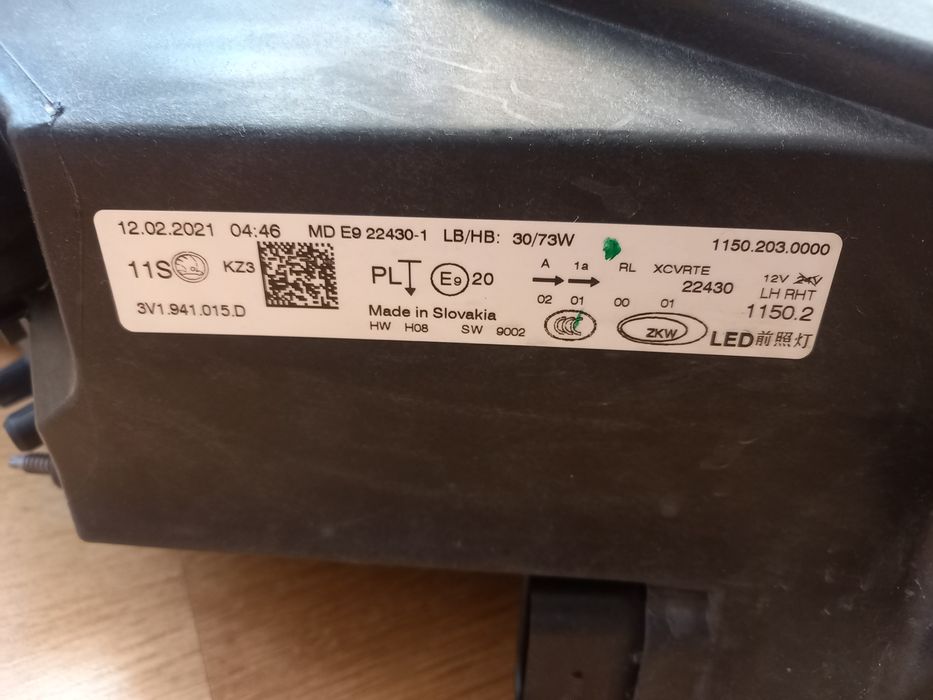 12.02.2021 04:46 MD E9 22430-1 LB/HB: 30/73W 1150.203.0000
11S KZ3 PL E9 20 A 1a RL XCVRTE 12V 24V
22430 LH RHT
02 01 00 01 1150.2
3V1.941.015.D Made in Slovakia
HW H08 SW 9002 CCC ZKW LED前照灯